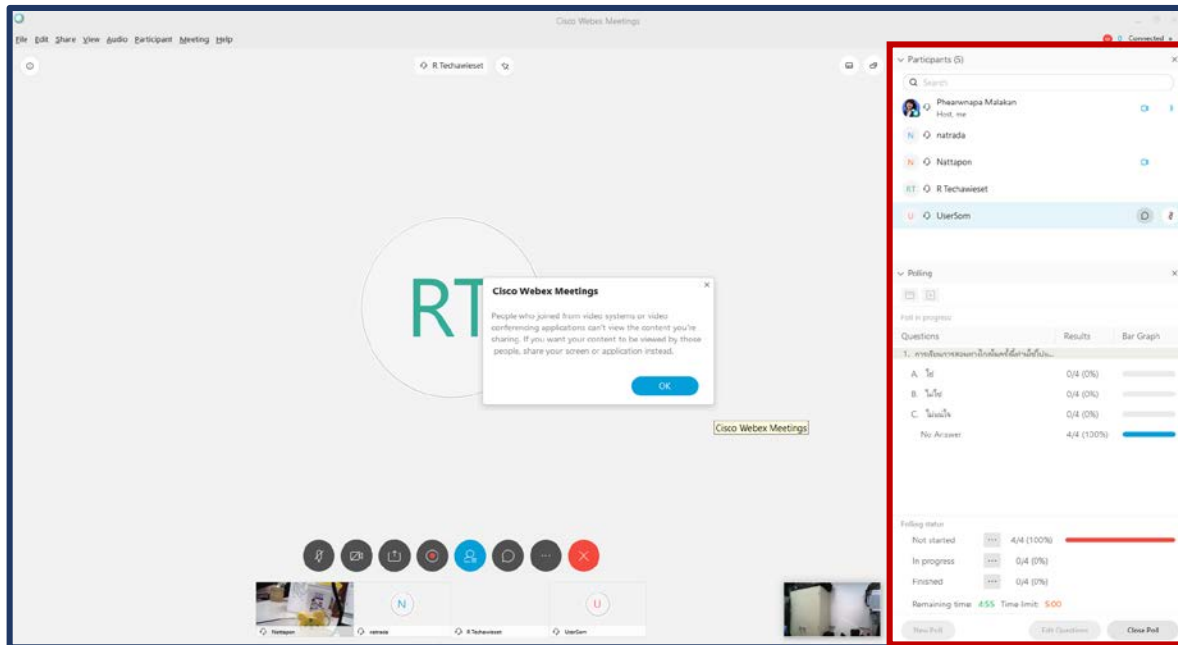 Cisco Webex Meetings
File Edit Share View Audio Participant Meeting Help
Connected
R Techawieset
Participants (5)
Search
Phearwnapa Malakan
Host, me
N natrada
N Nattapon
RT R Techawieset
U UserSom
RT
Cisco Webex Meetings
People who joined from video systems or video
conferencing applications can't view the content you're
sharing. If you want your content to be viewed by those
people, share your screen or application instead.
OK
Cisco Webex Meetings
Polling
Poll in progress:
Questions Results Bar Graph
1.
A. ใช่ 0/4 (0%)
B. ไม่ใช่ 0/4 (0%)
C. ไม่แน่ใจ 0/4 (0%)
No Answer 4/4 (100%)
Polling status
Not started 4/4 (100%)
In progress 0/4 (0%)
Finished 0/4 (0%)
Remaining time: 4:55 Time limit: 5:00
New Poll Edit Questions Close Poll
N U
Nattapon natrada R Techawieset UserSom